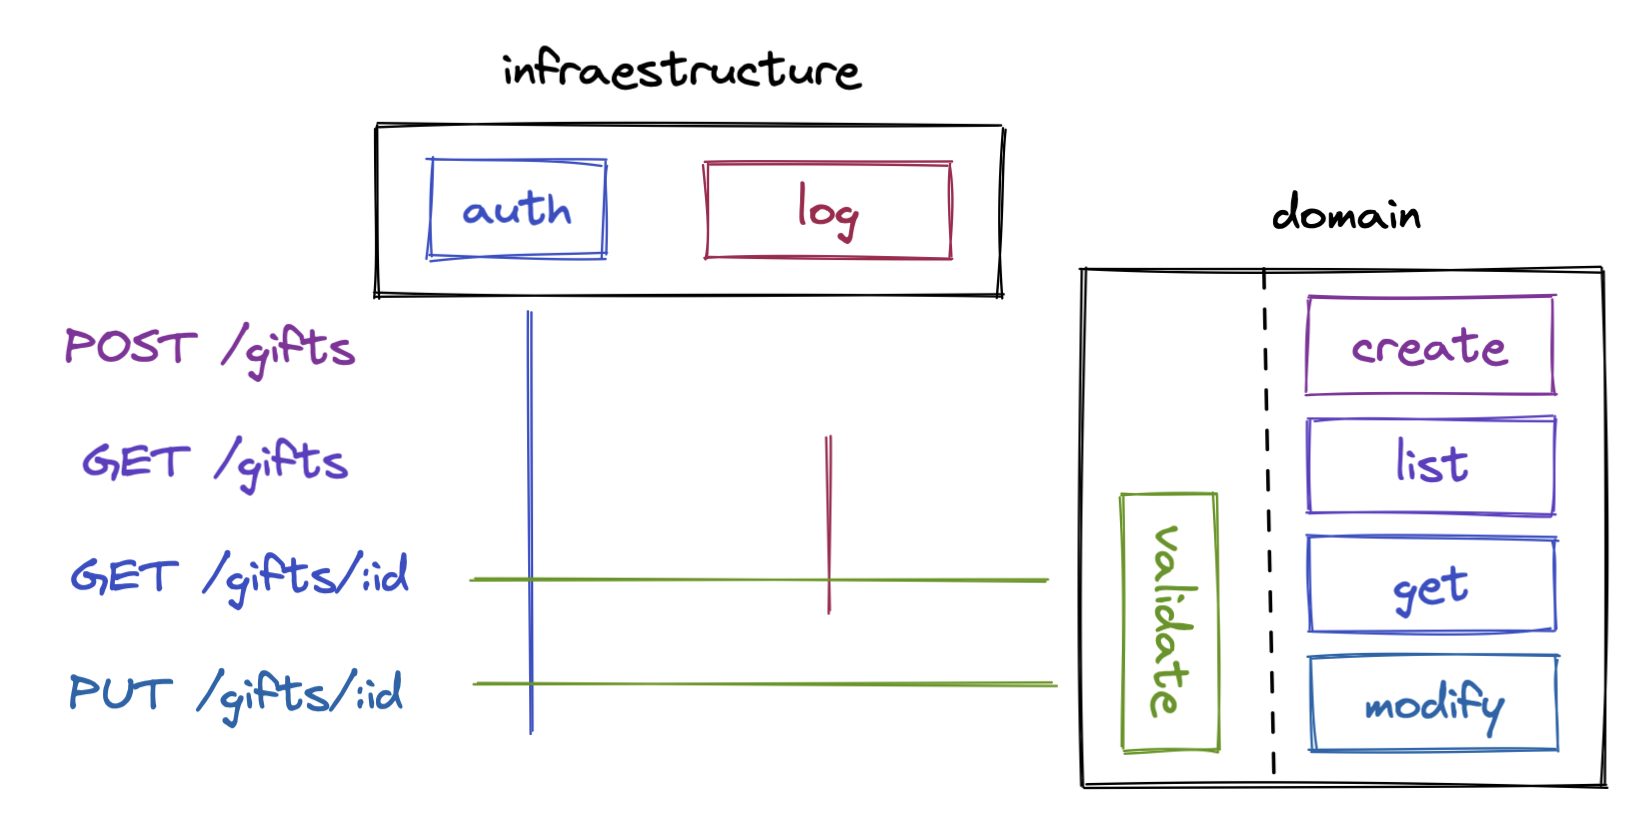 infraestructure
auth
log
domain
POST /gifts
GET /gifts
GET /gifts/:id
PUT /gifts/:id
validate
create
list
get
modify